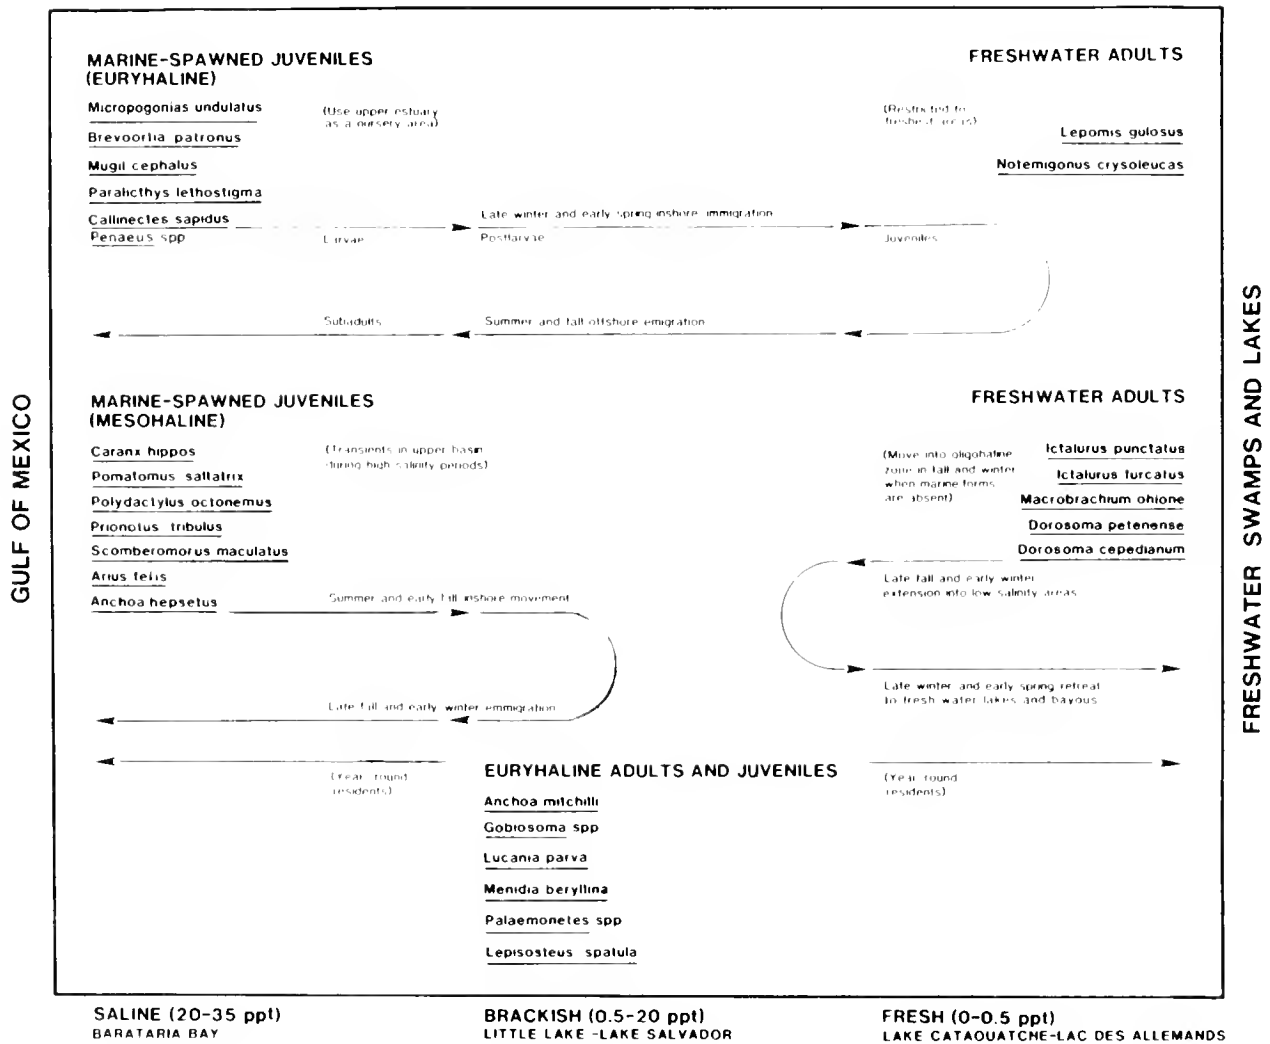 MARINE-SPAWNED JUVENILES
(EURYHALINE)
Micropogonias undulatus
Brevoortia patronus
Mugil cephalus
Paralicthys lethostigma
Callinectes sapidus
Penaeus spp
(Use upper estuary
as a nursery area)
FRESHWATER ADULTS
(Restricted to
freshest areas)
Lepomis gulosus
Notemigonus crysoleucas
Late winter and early spring inshore immigration
Larvae
Postlarvae
Juveniles
Subadults
Summer and fall offshore emigration
MARINE-SPAWNED JUVENILES
(MESOHALINE)
Caranx hippos
Pomatomus saltatrix
Polydactylus octonemus
Prionotus tribulus
Scomberomorus maculatus
Arius felis
Anchoa hepsetus
(Transients in upper basin
during high salinity periods)
Summer and early fall inshore movement
Late fall and early winter emmigration
FRESHWATER ADULTS
(Move into oligohaline
zone in fall and winter
when marine forms
are absent)
Ictalurus punctatus
Ictalurus furcatus
Macrobrachium ohione
Dorosoma petenense
Dorosoma cepedianum
Late fall and early winter
extension into low salinity areas
Late winter and early spring retreat
to fresh water lakes and bayous
(Year round
residents)
EURYHALINE ADULTS AND JUVENILES
Anchoa mitchilli
Gobiosoma spp
Lucania parva
Menidia beryllina
Palaemonetes spp
Lepisosteus spatula
(Year round
residents)
GULF OF MEXICO
FRESHWATER SWAMPS AND LAKES
SALINE (20-35 ppt)
BARATARIA BAY
BRACKISH (0.5-20 ppt)
LITTLE LAKE -LAKE SALVADOR
FRESH (0-0.5 ppt)
LAKE CATAOUATCHE-LAC DES ALLEMANDS